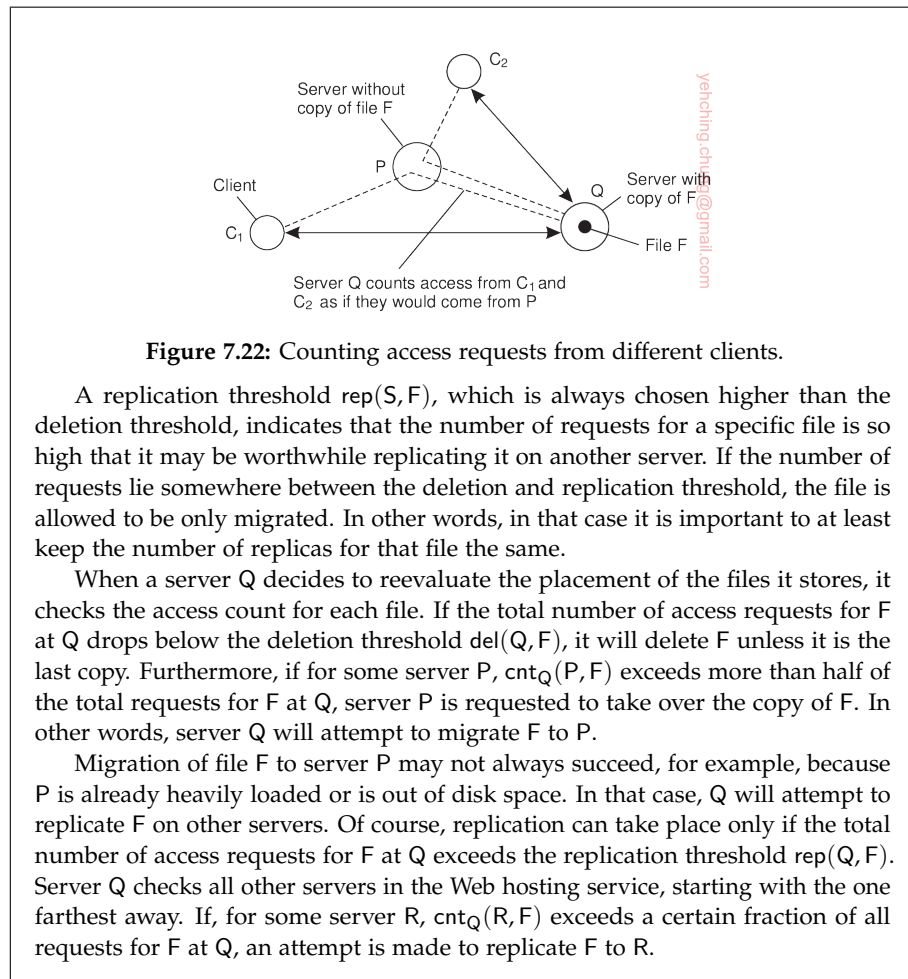 C2
Server without
copy of file F
P
Q
Client
Server with
copy of F
C1
File F
Server Q counts access from C1 and
C2 as if they would come from P
yehching.chung@gmail.com
Figure 7.22: Counting access requests from different clients.
A replication threshold rep(S,F), which is always chosen higher than the
deletion threshold, indicates that the number of requests for a specific file is so
high that it may be worthwhile replicating it on another server. If the number of
requests lie somewhere between the deletion and replication threshold, the file is
allowed to be only migrated. In other words, in that case it is important to at least
keep the number of replicas for that file the same.
When a server Q decides to reevaluate the placement of the files it stores, it
checks the access count for each file. If the total number of access requests for F
at Q drops below the deletion threshold del(Q,F), it will delete F unless it is the
last copy. Furthermore, if for some server P, cntQ(P,F) exceeds more than half of
the total requests for F at Q, server P is requested to take over the copy of F. In
other words, server Q will attempt to migrate F to P.
Migration of file F to server P may not always succeed, for example, because
P is already heavily loaded or is out of disk space. In that case, Q will attempt to
replicate F on other servers. Of course, replication can take place only if the total
number of access requests for F at Q exceeds the replication threshold rep(Q,F).
Server Q checks all other servers in the Web hosting service, starting with the one
farthest away. If, for some server R, cntQ(R,F) exceeds a certain fraction of all
requests for F at Q, an attempt is made to replicate F to R.